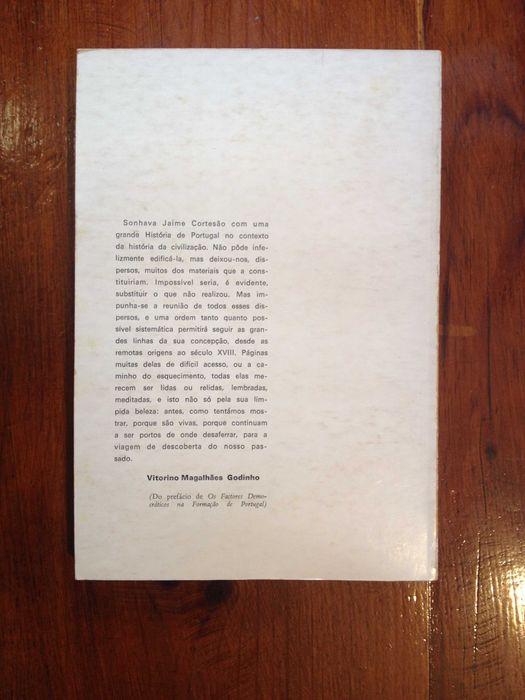 Sonhava Jaime Cortesão com uma
grande História de Portugal no contexto
da história da civilização. Não pôde infe-
lizmente edificá-la, mas deixou-nos, dis-
persos, muitos dos materiais que a cons-
tituiriam. Impossível seria, é evidente,
substituir o que não realizou. Mas im-
punha-se a reunião de todos esses dis-
persos, e uma ordem tanto quanto pos-
sível sistemática permitirá seguir as gran-
des linhas da sua concepção, desde as
remotas origens ao século XVIII. Páginas
muitas delas de difícil acesso, ou a ca-
minho do esquecimento, todas elas me-
recem ser lidas ou relidas, lembradas,
meditadas, e isto não só pela sua lím-
pida beleza: antes, como tentámos mos-
trar, porque são vivas, porque continuam
a ser portos de onde desaferrar, para a
viagem de descoberta do nosso pas-
sado.
Vitorino Magalhães Godinho
(Do prefácio de Os Factores Demo-
cráticos na Formação de Portugal)